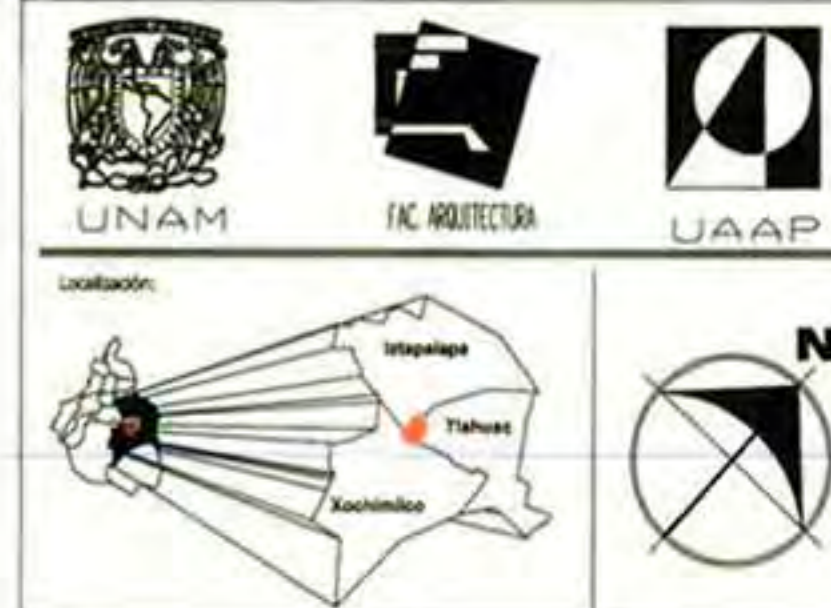 UNAM
FAC. ARQUITECTURA
UAAP
Localización:
N
Iztapalapa
Tlahuac
Xochimilco